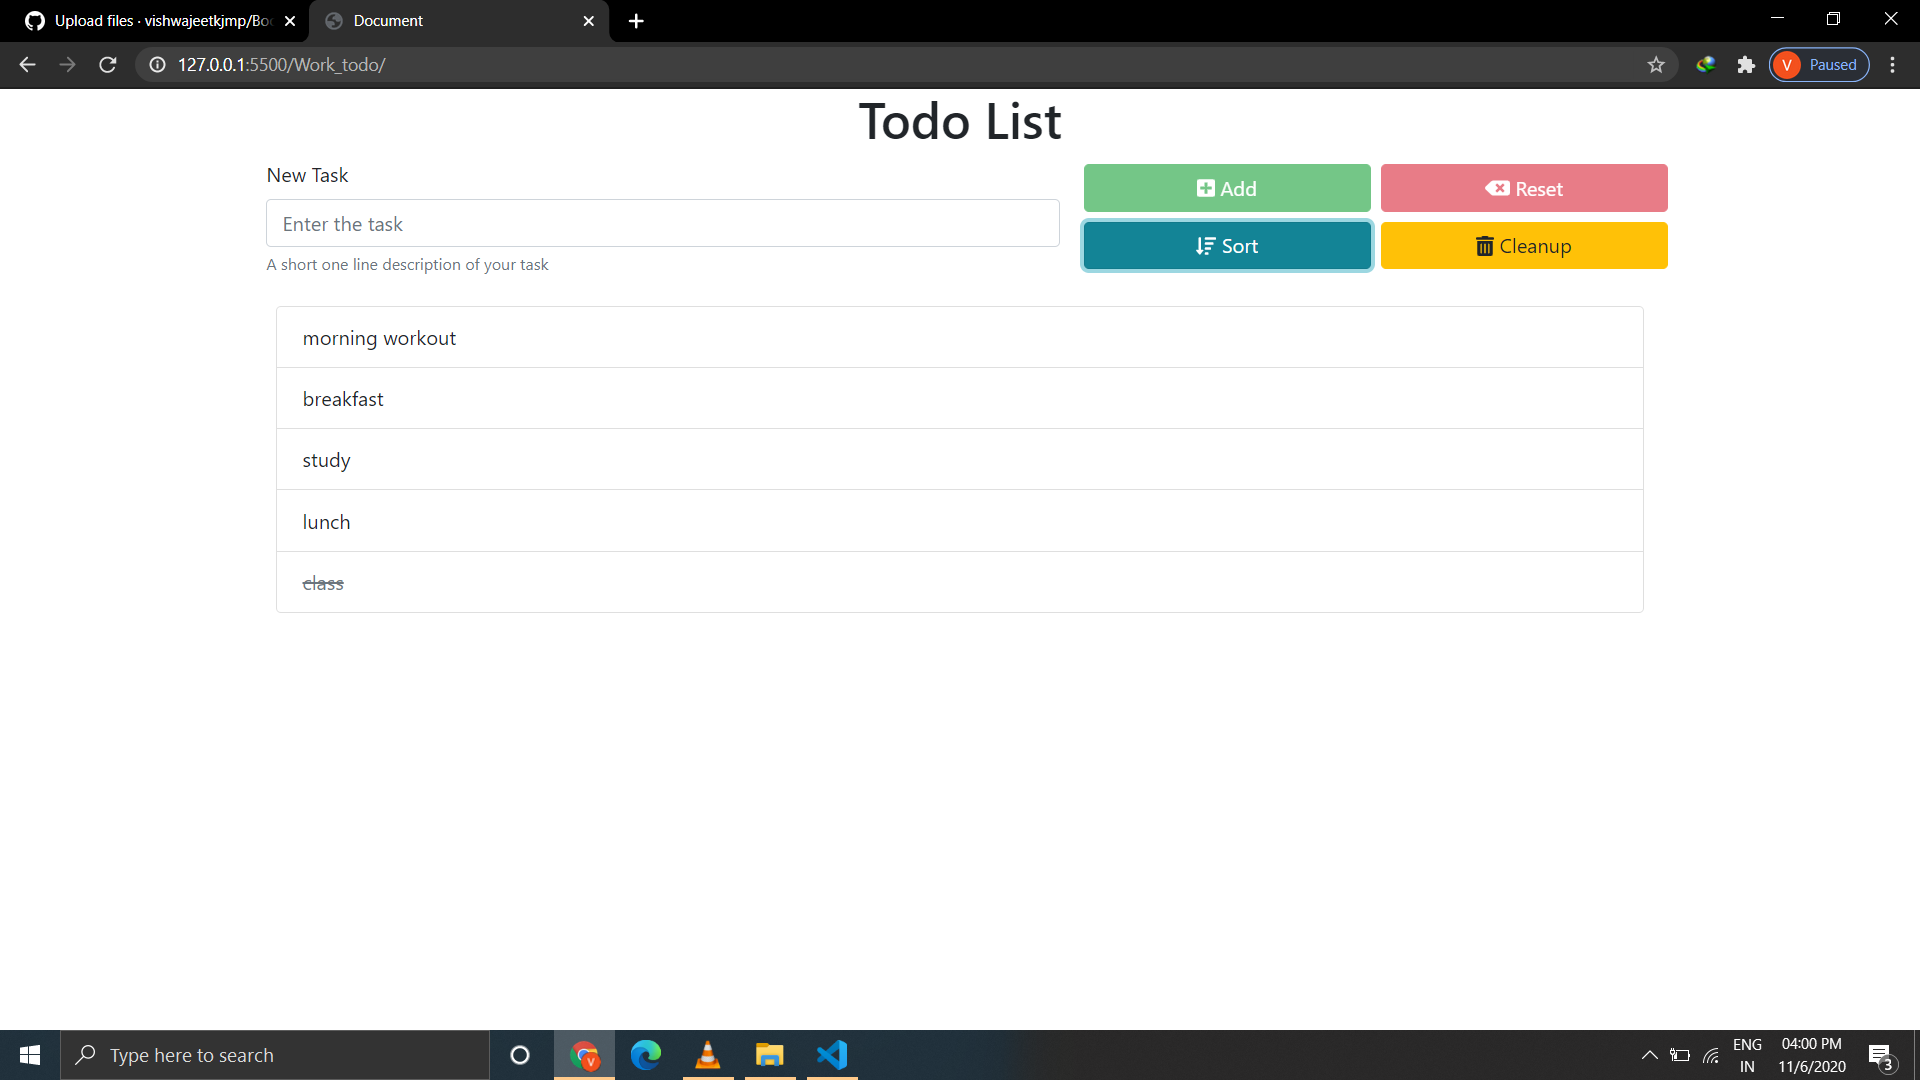 Upload files · vishwajeetkjmp/Boo
Document
127.0.0.1:5500/Work_todo/
V Paused
Todo List
New Task
Add
Reset
Enter the task
Sort
Cleanup
A short one line description of your task
morning workout
breakfast
study
lunch
class
Type here to search
V
ENG
IN
04:00 PM
11/6/2020
3